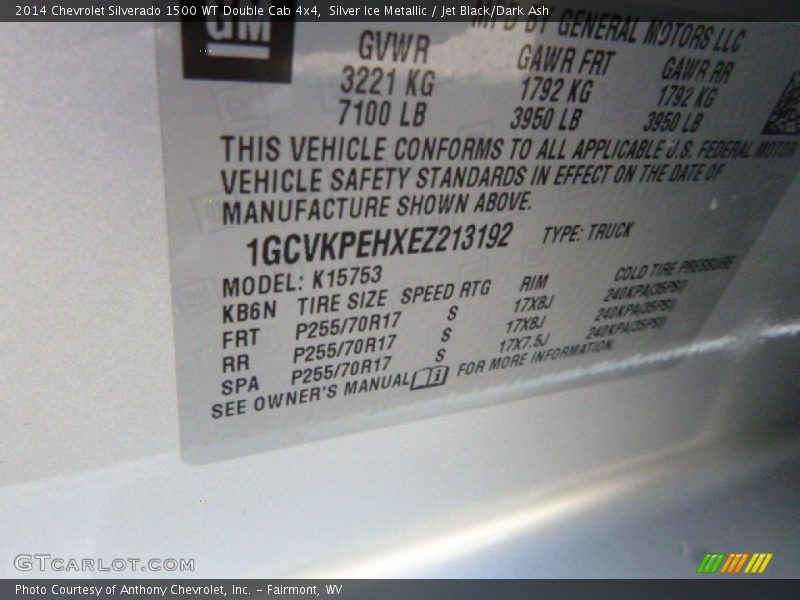 2014 Chevrolet Silverado 1500 WT Double Cab 4x4, Silver Ice Metallic / Jet Black/Dark Ash
GM
MFD BY GENERAL MOTORS LLC
GVWR GAWR FRT GAWR RR
3221 KG 1792 KG 1792 KG
7100 LB 3950 LB 3950 LB
THIS VEHICLE CONFORMS TO ALL APPLICABLE U.S. FEDERAL MOTOR
VEHICLE SAFETY STANDARDS IN EFFECT ON THE DATE OF
MANUFACTURE SHOWN ABOVE.
1GCVKPEHXEZ213192 TYPE: TRUCK
MODEL: K15753
KB6N TIRE SIZE SPEED RTG RIM COLD TIRE PRESSURE
FRT P255/70R17 S 17X8J 240KPA(35PSI)
RR P255/70R17 S 17X8J 240KPA(35PSI)
SPA P255/70R17 S 17X7.5J 240KPA(35PSI)
SEE OWNER'S MANUAL FOR MORE INFORMATION.
GTCARLOT.COM
Photo Courtesy of Anthony Chevrolet, Inc. – Fairmont, WV